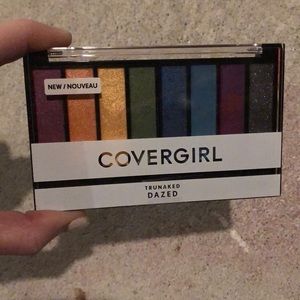 NEW / NOUVEAU
COVERGIRL
TRUNAKED
DAZED